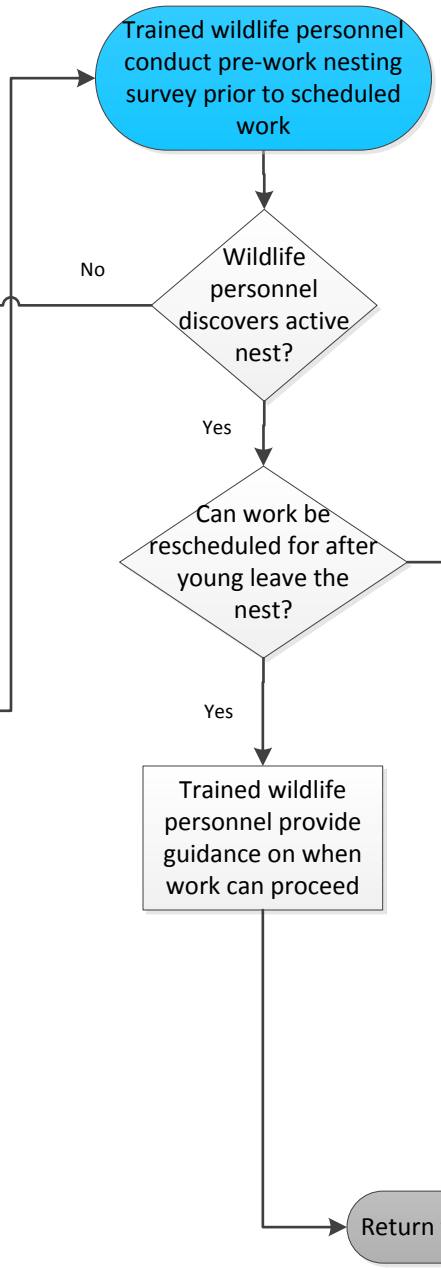 Trained wildlife personnel
conduct pre-work nesting
survey prior to scheduled
work
No
Wildlife
personnel
discovers active
nest?
Yes
Can work be
rescheduled for after
young leave the
nest?
Yes
Trained wildlife
personnel provide
guidance on when
work can proceed
Return